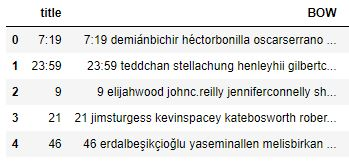 title BOW
0 7:19 7:19 demiánbichir héctorbonilla oscarserrano ...
1 23:59 23:59 teddchan stellachung henleyhii gilbertc...
2 9 9 elijahwood johnc.reilly jenniferconnelly sh...
3 21 21 jimsturgess kevinspacey katebosworth rober...
4 46 46 erdalbeşikçioğlu yaseminallen melisbirkan ...